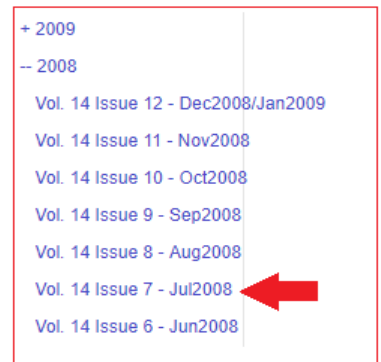 + 2009
-- 2008
Vol. 14 Issue 12 - Dec2008/Jan2009
Vol. 14 Issue 11 - Nov2008
Vol. 14 Issue 10 - Oct2008
Vol. 14 Issue 9 - Sep2008
Vol. 14 Issue 8 - Aug2008
Vol. 14 Issue 7 - Jul2008
Vol. 14 Issue 6 - Jun2008